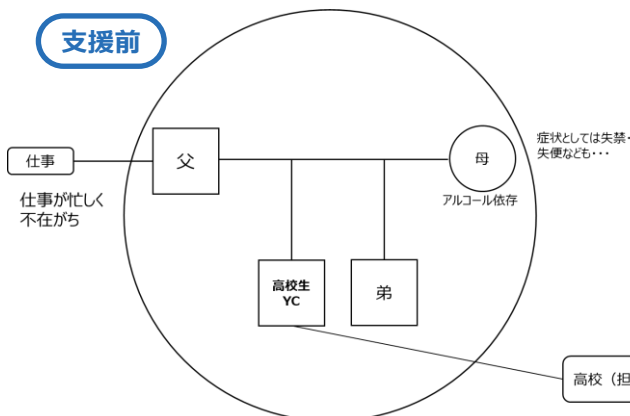 支援前
仕事
父
母
症状としては失禁・
失便なども・・・
アルコール依存
仕事が忙しく
不在がち
高校生
YC
弟
高校（担